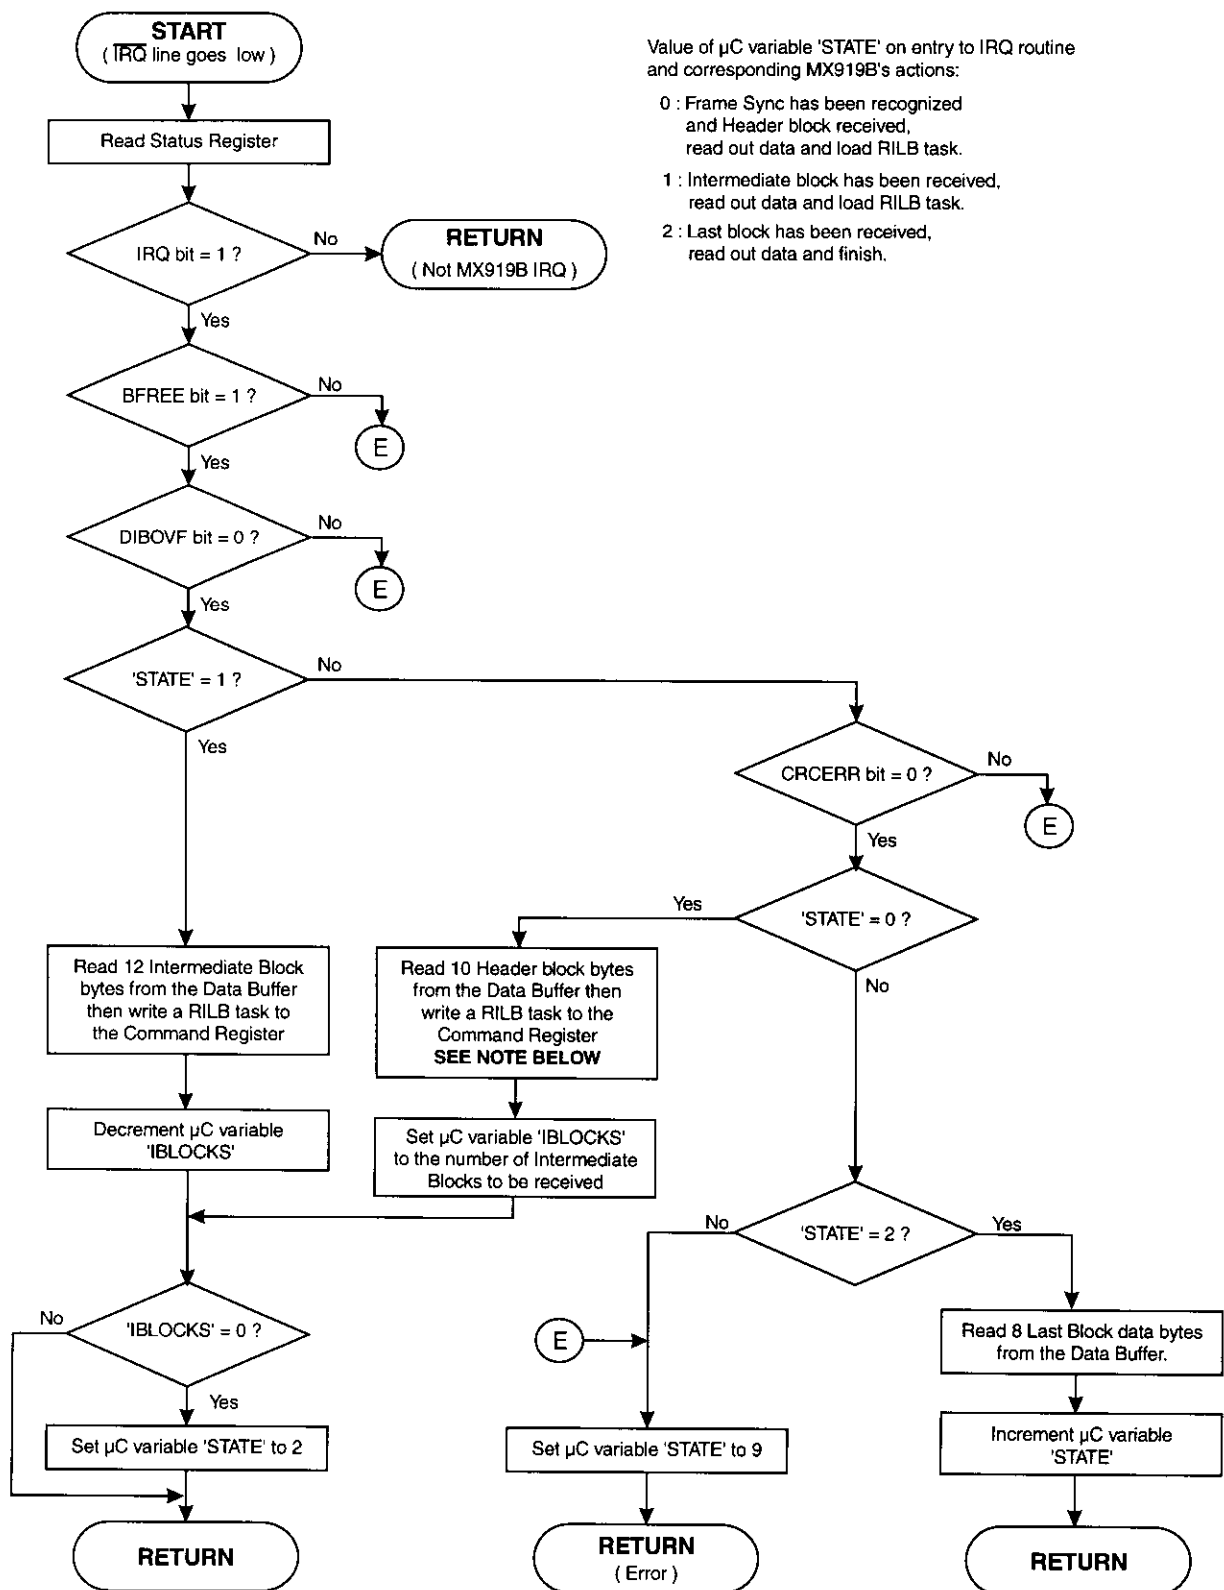 START
( IRQ line goes low )
Value of µC variable 'STATE' on entry to IRQ routine
and corresponding MX919B's actions:
0 : Frame Sync has been recognized
and Header block received,
read out data and load RILB task.
1 : Intermediate block has been received,
read out data and load RILB task.
2 : Last block has been received,
read out data and finish.
Read Status Register
IRQ bit = 1 ?
No
RETURN
( Not MX919B IRQ )
Yes
BFREE bit = 1 ?
No
E
Yes
DIBOVF bit = 0 ?
No
E
Yes
'STATE' = 1 ?
No
Yes
CRCERR bit = 0 ?
No
E
Yes
'STATE' = 0 ?
Yes
No
Read 12 Intermediate Block
bytes from the Data Buffer
then write a RILB task to
the Command Register
Read 10 Header block bytes
from the Data Buffer then
write a RILB task to the
Command Register
SEE NOTE BELOW
Decrement µC variable
'IBLOCKS'
Set µC variable 'IBLOCKS'
to the number of Intermediate
Blocks to be received
'STATE' = 2 ?
No
Yes
'IBLOCKS' = 0 ?
No
Yes
E
Read 8 Last Block data bytes
from the Data Buffer.
Set µC variable 'STATE' to 2
Set µC variable 'STATE' to 9
Increment µC variable
'STATE'
RETURN
RETURN
( Error )
RETURN